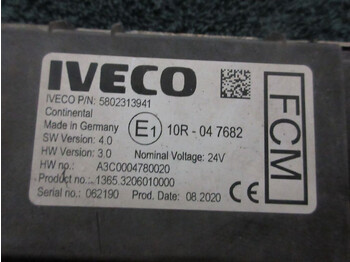 IVECO
IVECO P/N: 5802313941
Continental
Made in Germany
E1 10R - 04 7682
SW Version: 4.0
HW Version: 3.0 Nominal Voltage: 24V
HW no.: A3C0004780020
Product no.: 1365.3206010000
Serial no.: 062190 Prod. Date: 08.2020
FCM